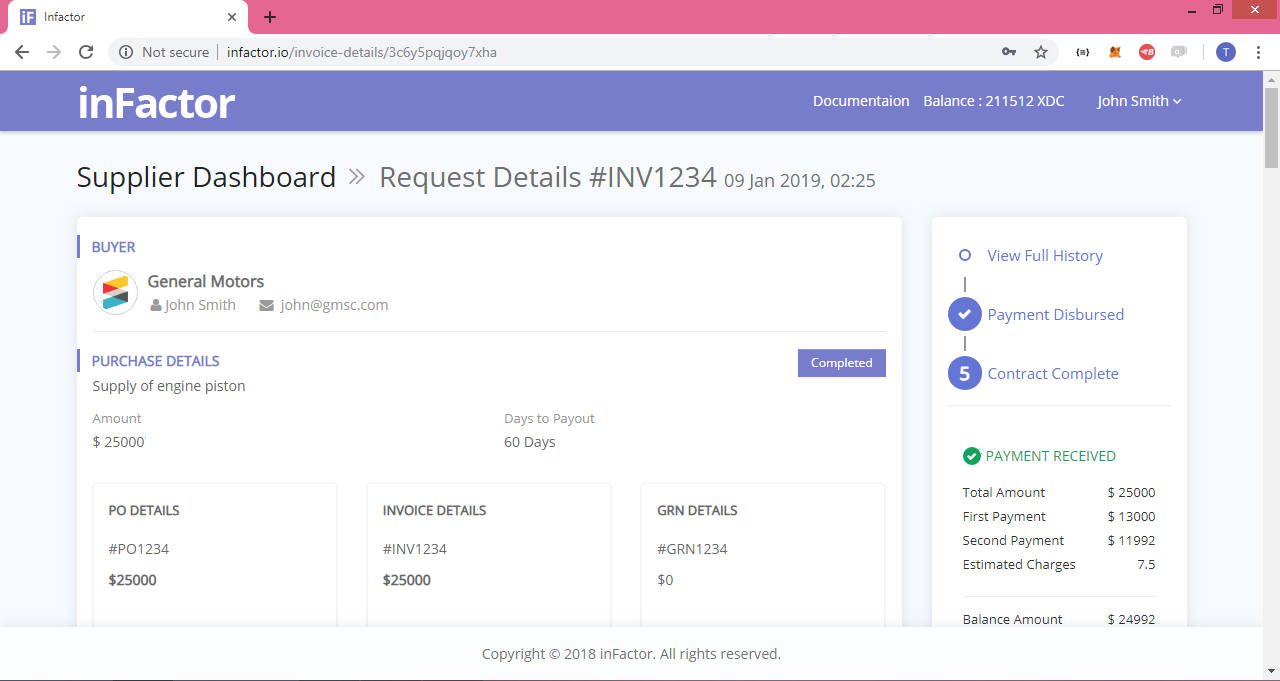 Infactor
Not secure infactor.io/invoice-details/3c6y5pqjqoy7xha
T
inFactor
Documentaion Balance : 211512 XDC John Smith
Supplier Dashboard » Request Details #INV1234 09 Jan 2019, 02:25
BUYER
General Motors
John Smith john@gmsc.com
PURCHASE DETAILS
Completed
Supply of engine piston
Amount Days to Payout
$ 25000 60 Days
PO DETAILS
#PO1234
$25000
INVOICE DETAILS
#INV1234
$25000
GRN DETAILS
#GRN1234
$0
View Full History
Payment Disbursed
5 Contract Complete
PAYMENT RECEIVED
Total Amount $ 25000
First Payment $ 13000
Second Payment $ 11992
Estimated Charges 7.5
Balance Amount $ 24992
Copyright © 2018 inFactor. All rights reserved.